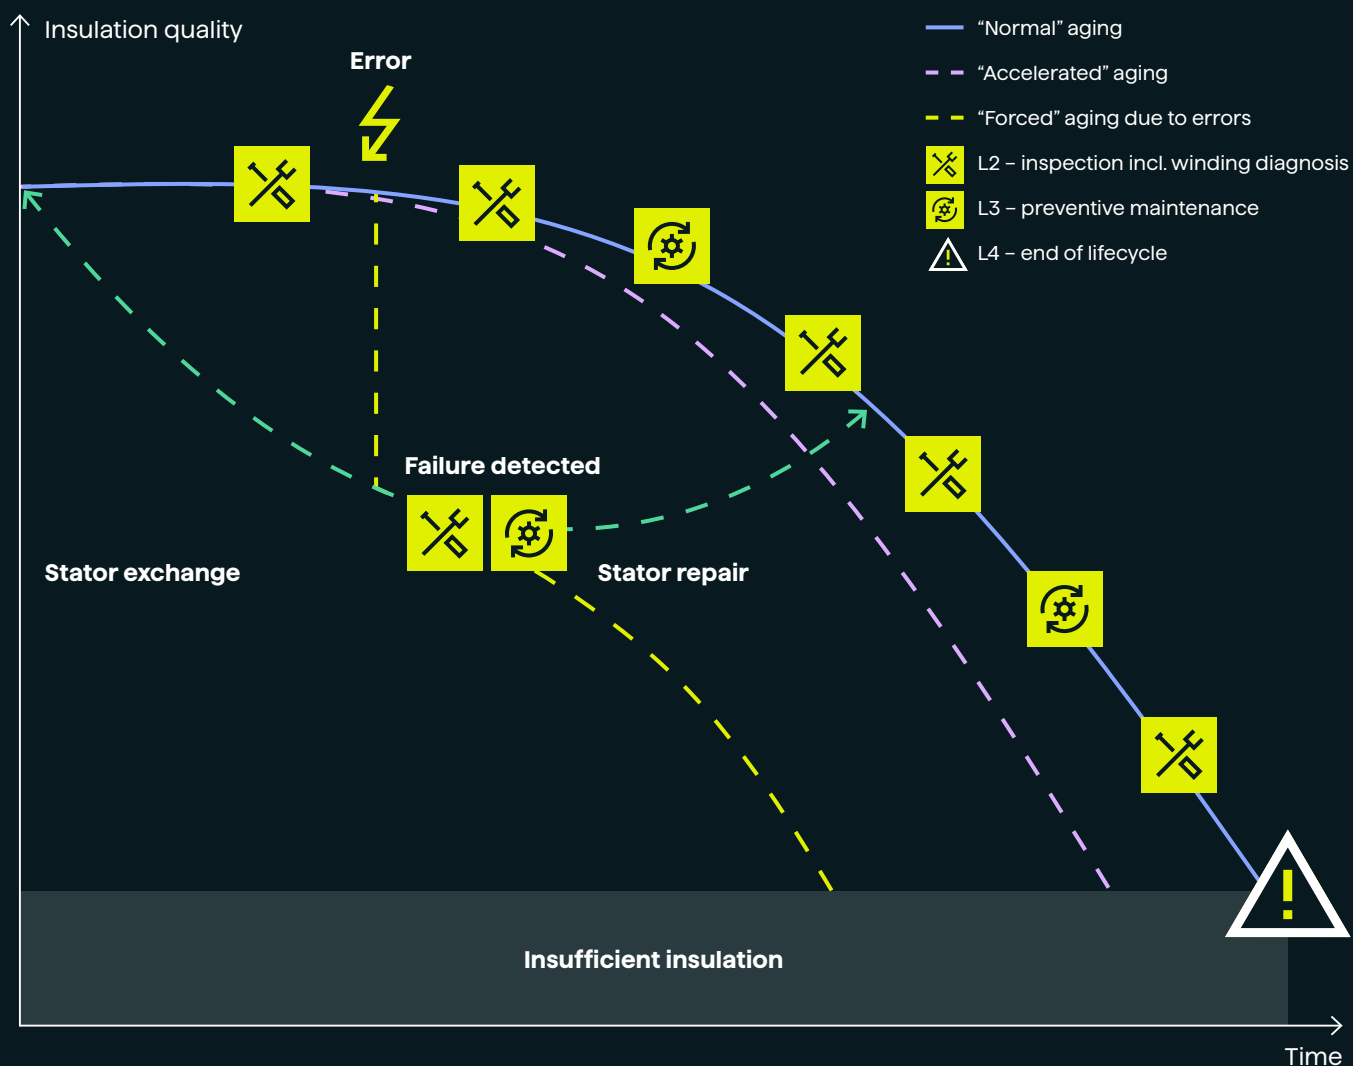 Insulation quality
Error
“Normal” aging
“Accelerated” aging
“Forced” aging due to errors
L2 – inspection incl. winding diagnosis
L3 – preventive maintenance
L4 – end of lifecycle
Failure detected
Stator exchange
Stator repair
Insufficient insulation
Time